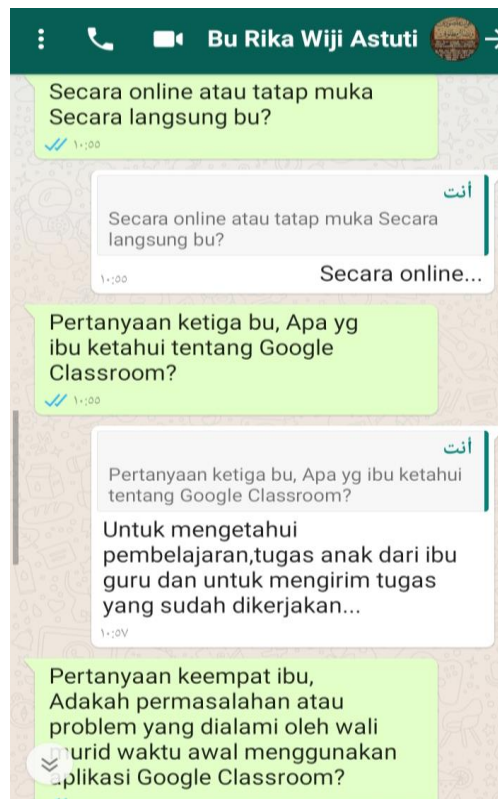 Bu Rika Wiji Astuti
Secara online atau tatap muka
Secara langsung bu?
١٠:٥٥
أنت
Secara online atau tatap muka Secara
langsung bu?
Secara online...
١٠:٥٥
Pertanyaan ketiga bu, Apa yg
ibu ketahui tentang Google
Classroom?
١٠:٥٥
أنت
Pertanyaan ketiga bu, Apa yg ibu ketahui
tentang Google Classroom?
Untuk mengetahui
pembelajaran,tugas anak dari ibu
guru dan untuk mengirim tugas
yang sudah dikerjakan...
١٠:٥٧
Pertanyaan keempat ibu,
Adakah permasalahan atau
problem yang dialami oleh wali
murid waktu awal menggunakan
aplikasi Google Classroom?